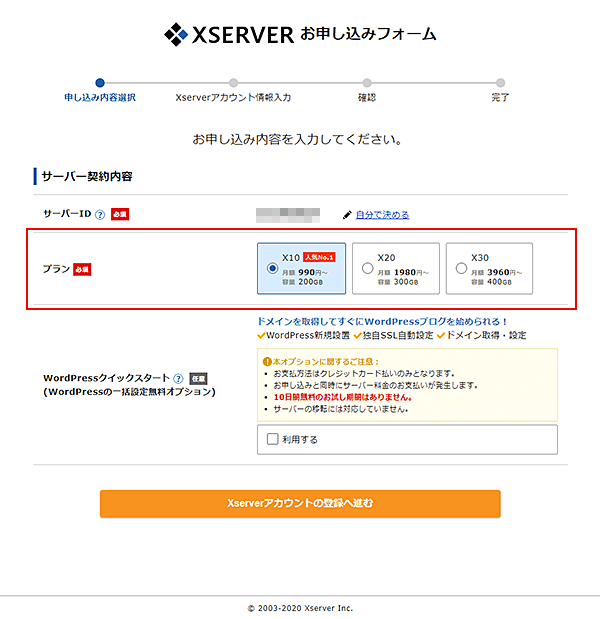 XSERVER お申し込みフォーム
申し込み内容選択
Xserverアカウント情報入力
確認
完了
お申し込み内容を入力してください。
サーバー契約内容
サーバーID ? 必須
自分で決める
プラン 必須
X10 人気No.1
月額 990円～
容量 200GB
X20
月額 1980円～
容量 300GB
X30
月額 3960円～
容量 400GB
ドメインを取得してすぐにWordPressブログを始められる！
WordPress新規設置 独自SSL自動設定 ドメイン取得・設定
WordPressクイックスタート ? 任意
(WordPressの一括設定無料オプション)
本オプションに関するご注意：
お支払方法はクレジットカード払いのみとなります。
お申し込みと同時にサーバー料金のお支払いが発生します。
10日間無料のお試し期間はありません。
サーバーの移転には対応していません。
利用する
Xserverアカウントの登録へ進む
© 2003-2020 Xserver Inc.